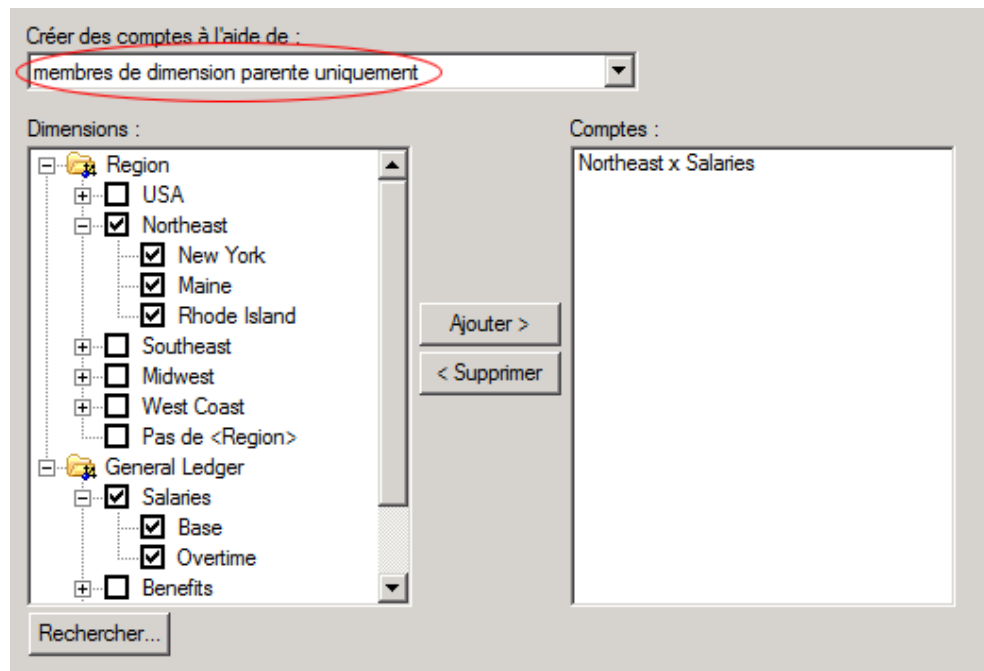 Créer des comptes à l'aide de :
membres de dimension parente uniquement
Dimensions :
Region
USA
Northeast
New York
Maine
Rhode Island
Southeast
Midwest
West Coast
Pas de <Region>
General Ledger
Salaries
Base
Overtime
Benefits
Rechercher...
Ajouter >
< Supprimer
Comptes :
Northeast x Salaries